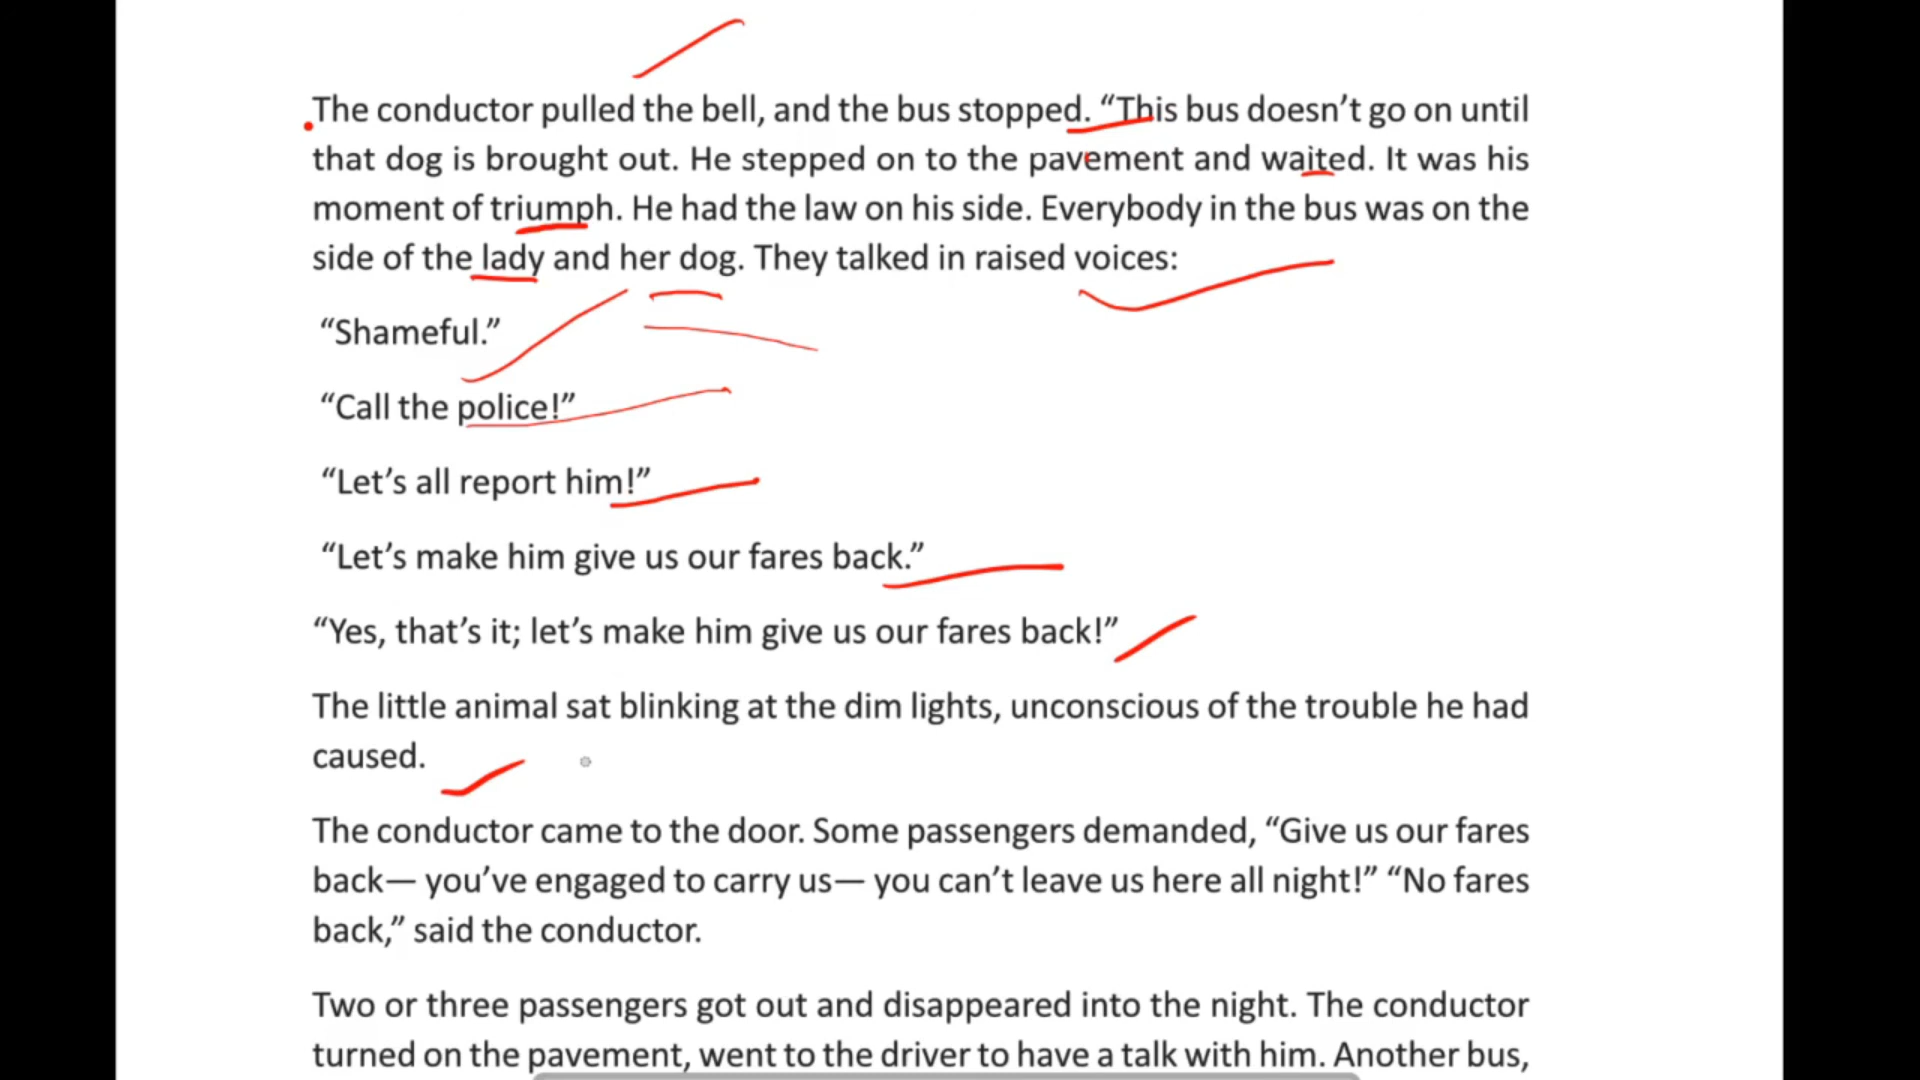 The conductor pulled the bell, and the bus stopped. “This bus doesn’t go on until
that dog is brought out. He stepped on to the pavement and waited. It was his
moment of triumph. He had the law on his side. Everybody in the bus was on the
side of the lady and her dog. They talked in raised voices:
“Shameful.”
“Call the police!”
“Let’s all report him!”
“Let’s make him give us our fares back.”
“Yes, that’s it; let’s make him give us our fares back!”
The little animal sat blinking at the dim lights, unconscious of the trouble he had
caused.
The conductor came to the door. Some passengers demanded, “Give us our fares
back— you’ve engaged to carry us— you can’t leave us here all night!” “No fares
back,” said the conductor.
Two or three passengers got out and disappeared into the night. The conductor
turned on the pavement, went to the driver to have a talk with him. Another bus,